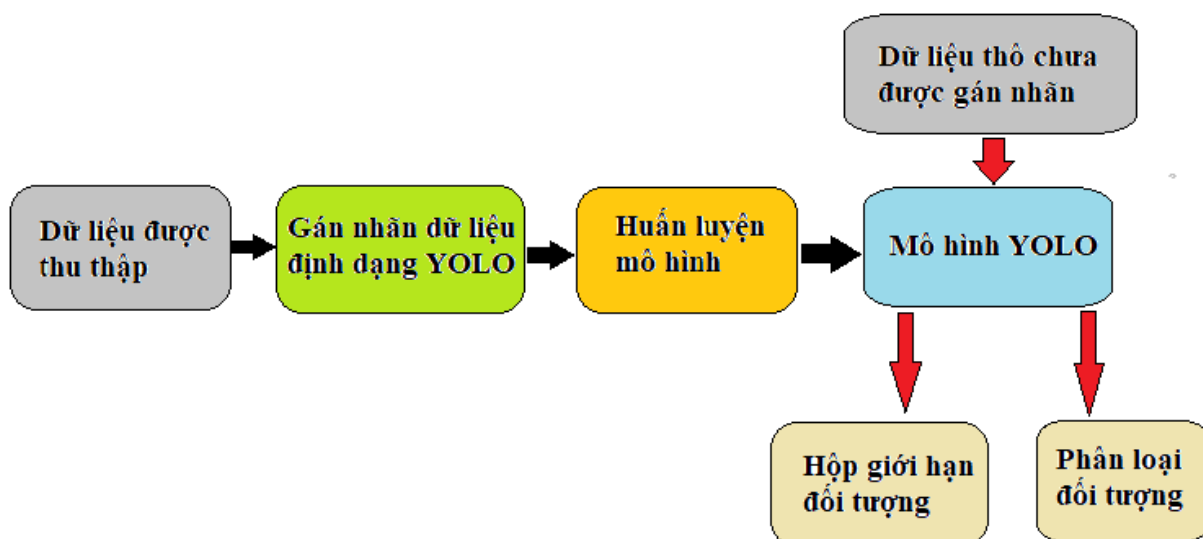 Dữ liệu thô chưa
được gán nhãn
Dữ liệu được
thu thập
Gán nhãn dữ liệu
định dạng YOLO
Huấn luyện
mô hình
Mô hình YOLO
Hộp giới hạn
đối tượng
Phân loại
đối tượng